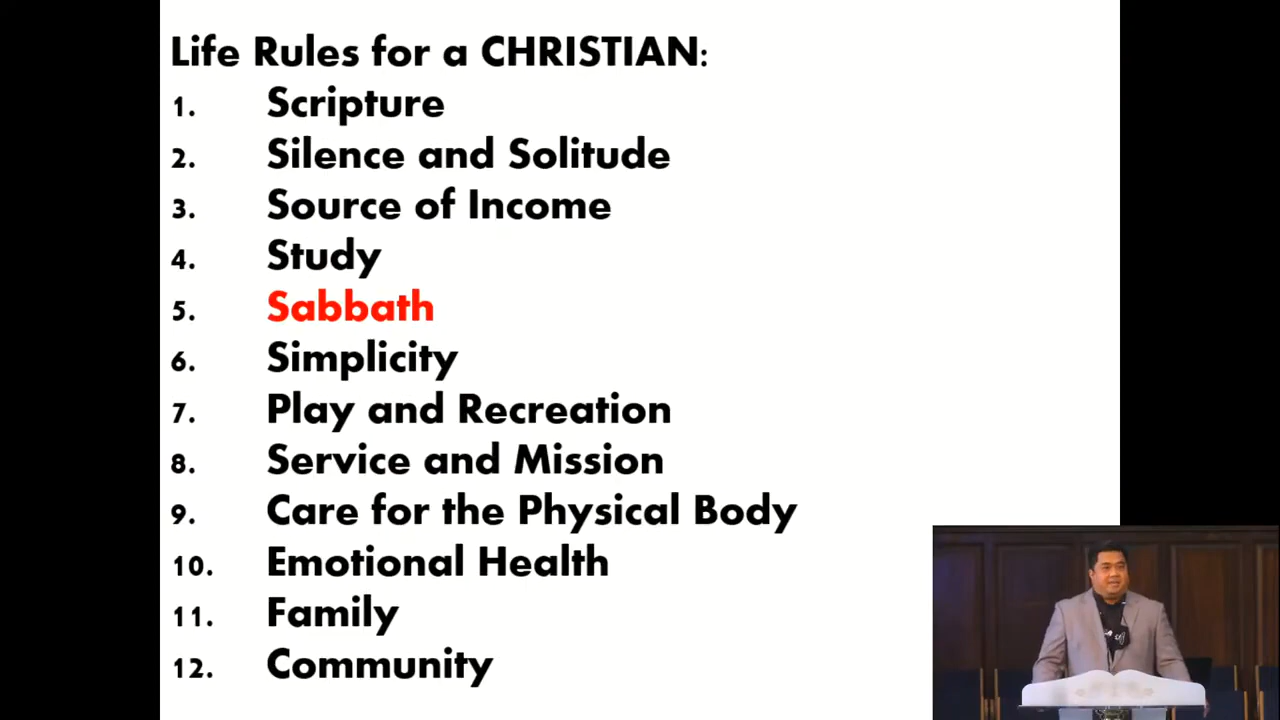 Life Rules for a CHRISTIAN:
1. Scripture
2. Silence and Solitude
3. Source of Income
4. Study
5. Sabbath
6. Simplicity
7. Play and Recreation
8. Service and Mission
9. Care for the Physical Body
10. Emotional Health
11. Family
12. Community